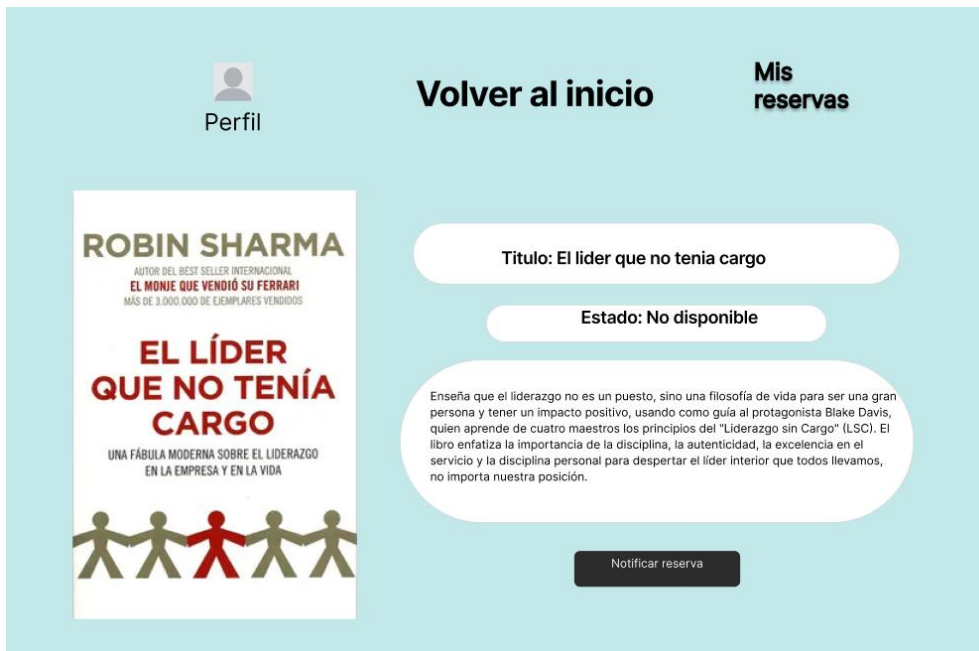 Perfil
Volver al inicio
Mis
reservas
ROBIN SHARMA
AUTOR DEL BEST SELLER INTERNACIONAL
EL MONJE QUE VENDIÓ SU FERRARI
MÁS DE 3.000.000 DE EJEMPLARES VENDIDOS
EL LÍDER
QUE NO TENÍA
CARGO
UNA FÁBULA MODERNA SOBRE EL LIDERAZGO
EN LA EMPRESA Y EN LA VIDA
Titulo: El lider que no tenia cargo
Estado: No disponible
Enseña que el liderazgo no es un puesto, sino una filosofía de vida para ser una gran
persona y tener un impacto positivo, usando como guía al protagonista Blake Davis,
quien aprende de cuatro maestros los principios del "Liderazgo sin Cargo" (LSC). El
libro enfatiza la importancia de la disciplina, la autenticidad, la excelencia en el
servicio y la disciplina personal para despertar el líder interior que todos llevamos,
no importa nuestra posición.
Notificar reserva